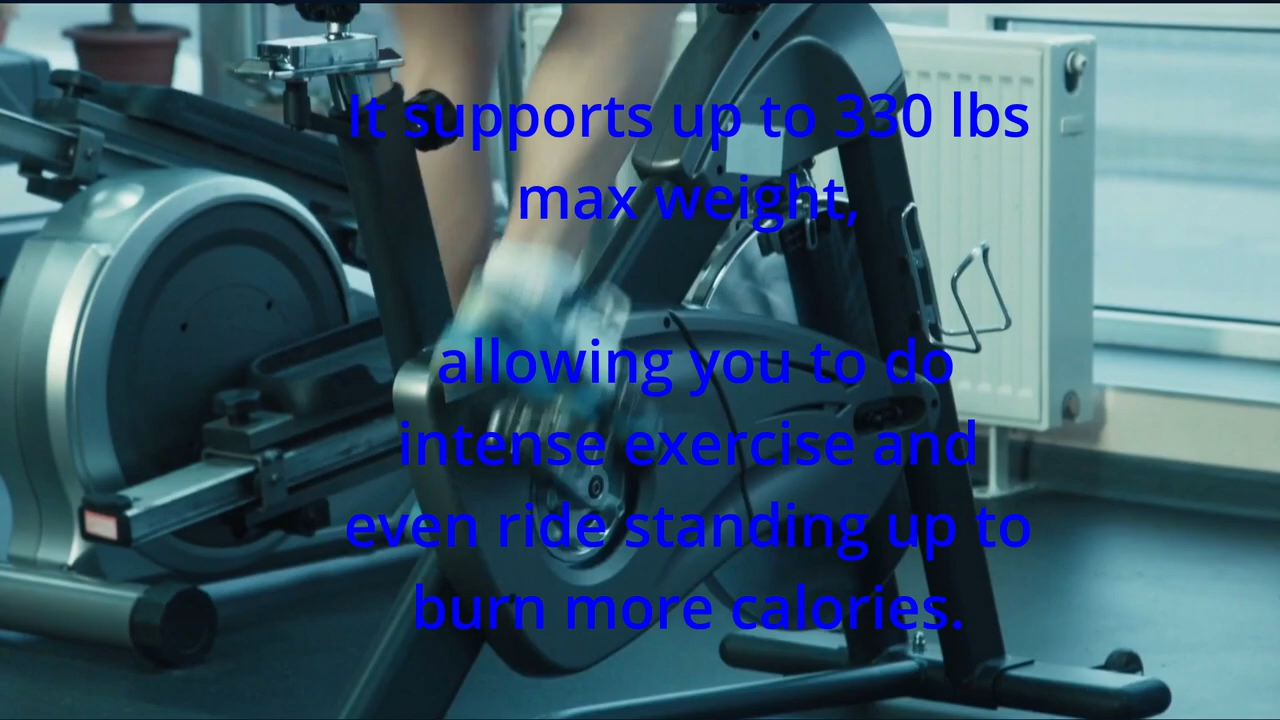 It supports up to 330 lbs
max weight,
allowing you to do
intense exercise and
even ride standing up to
burn more calories.